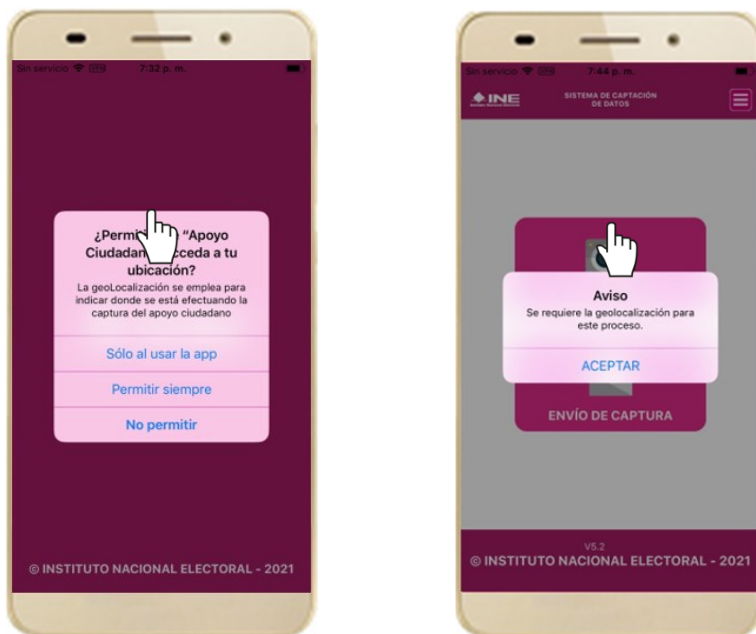 Sin servicio
7:32 p. m.
"Apoyo
acceda a tu
ubicación?
La geoLocalización se emplea para
indicar donde se está efectuando la
captura del apoyo ciudadano
Sólo al usar la app
Permitir siempre
No permitir
© INSTITUTO NACIONAL ELECTORAL - 2021
Sin servicio
7:44 p. m.
INE
SISTEMA DE CAPTACIÓN
DE DATOS
Aviso
Se requiere la geolocalización para
este proceso.
ACEPTAR
ENVÍO DE CAPTURA
V5.2
© INSTITUTO NACIONAL ELECTORAL - 2021